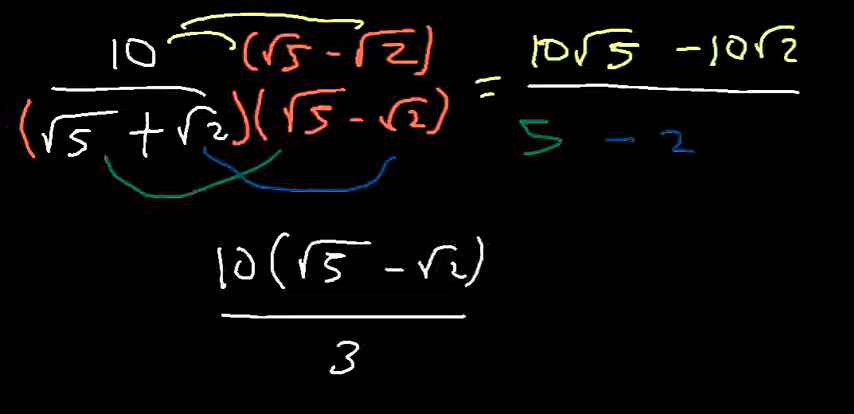 10 (√5 - √2)
(√5 + √2)(√5 - √2)
=
10√5 - 10√2
5 - 2
10(√5 - √2)
3